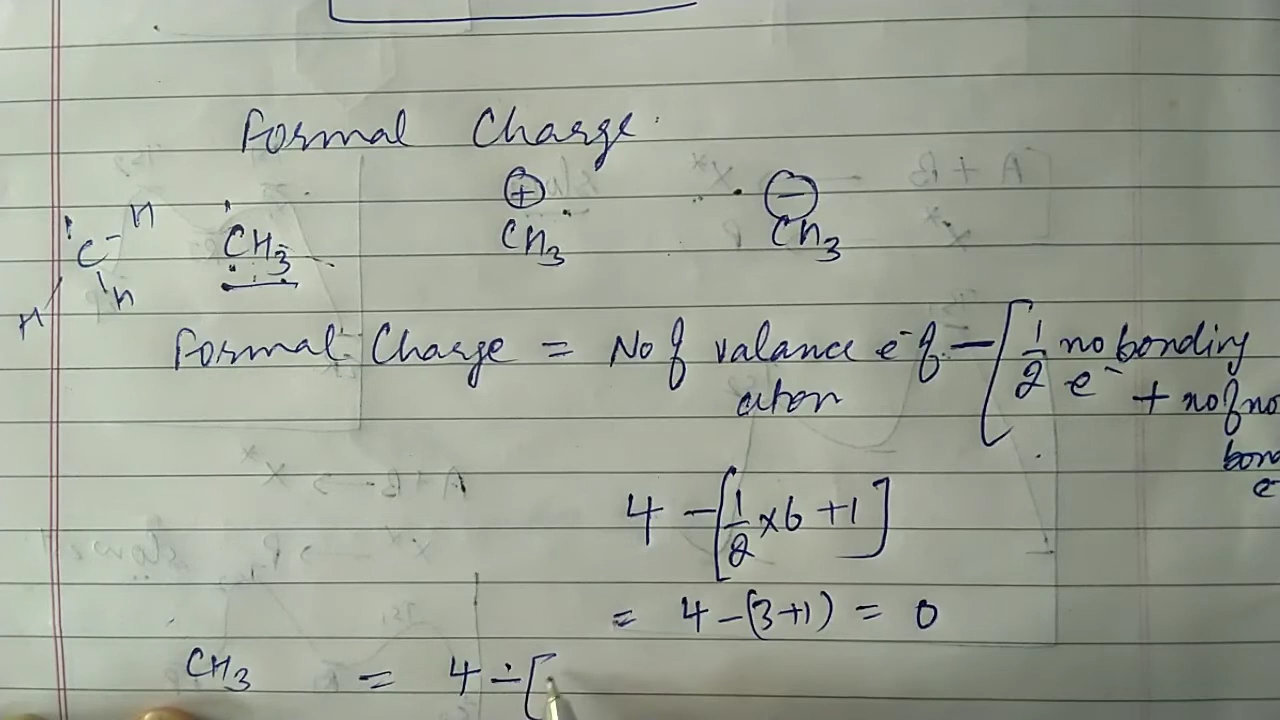 Formal Charge
⊕ ⊖
H
C H
H
CH3 CH3 CH3
Formal Charge = No of valance e⁻ of − [ 1/2 no bonding
atom e⁻ + no of no
bond
e
4 − [ 1/2 × 6 + 1 ]
= 4 − (3+1) = 0
CH3 = 4 − [